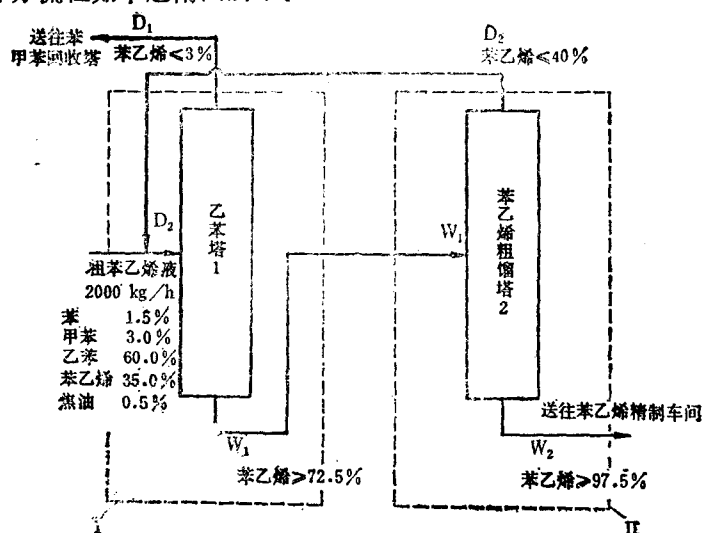 D₁
送往苯
甲苯回收塔
苯乙烯≤3%
D₂
苯乙烯≤40%
乙苯塔1
苯乙烯粗馏塔2
D₂
W₁
粗苯乙烯液
2000 kg/h
苯 1.5%
甲苯 3.0%
乙苯 60.0%
苯乙烯 35.0%
焦油 0.5%
W₁
苯乙烯≥72.5%
送往苯乙烯精制车间
W₂
苯乙烯≥97.5%
I
II